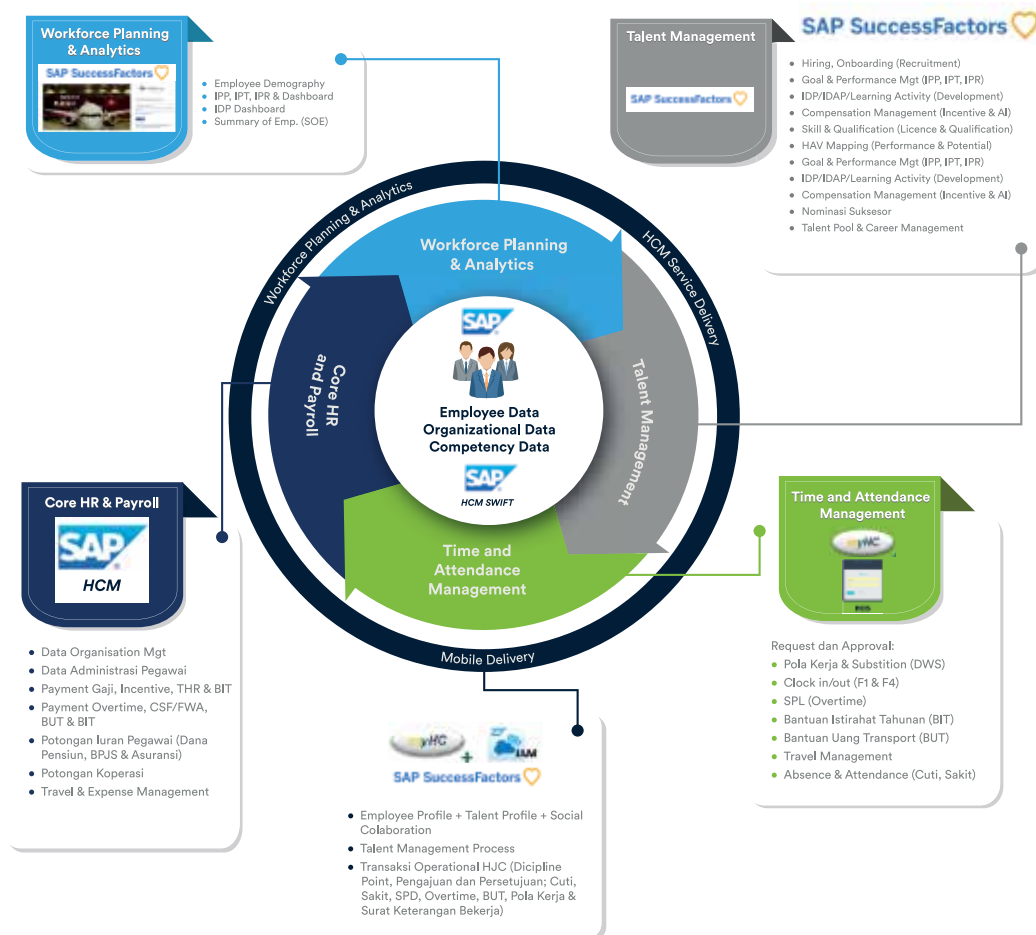 Workforce Planning
& Analytics
SAP SuccessFactors
Employee Demography
IPP, IPT, IPR & Dashboard
IDP Dashboard
Summary of Emp. (SOE)
Talent Management
SAP SuccessFactors
SAP SuccessFactors
Hiring, Onboarding (Recruitment)
Goal & Performance Mgt (IPP, IPT, IPR)
IDP/IDAP/Learning Activity (Development)
Compensation Management (Incentive & AI)
Skill & Qualification (Licence & Qualification)
HAV Mapping (Performance & Potential)
Goal & Performance Mgt (IPP, IPT, IPR)
IDP/IDAP/Learning Activity (Development)
Compensation Management (Incentive & AI)
Nominasi Suksesor
Talent Pool & Career Management
Workforce Planning & Analytics
HCM Service Delivery
Mobile Delivery
Workforce Planning
& Analytics
Talent Management
Time and
Attendance
Management
Core HR
and Payroll
SAP
Employee Data
Organizational Data
Competency Data
SAP
HCM SWIFT
Core HR & Payroll
SAP
HCM
Data Organisation Mgt
Data Administrasi Pegawai
Payment Gaji, Incentive, THR & BIT
Payment Overtime, CSF/FWA,
BUT & BIT
Potongan Iuran Pegawai (Dana
Pensiun, BPJS & Asuransi)
Potongan Koperasi
Travel & Expense Management
myHC
+
SAP SuccessFactors
Employee Profile + Talent Profile + Social
Colaboration
Talent Management Process
Transaksi Operational HJC (Dicipline
Point, Pengajuan dan Persetujuan; Cuti,
Sakit, SPD, Overtime, BUT, Pola Kerja &
Surat Keterangan Bekerja)
Time and Attendance
Management
myHC
Request dan Approval:
Pola Kerja & Substition (DWS)
Clock in/out (F1 & F4)
SPL (Overtime)
Bantuan Istirahat Tahunan (BIT)
Bantuan Uang Transport (BUT)
Travel Management
Absence & Attendance (Cuti, Sakit)